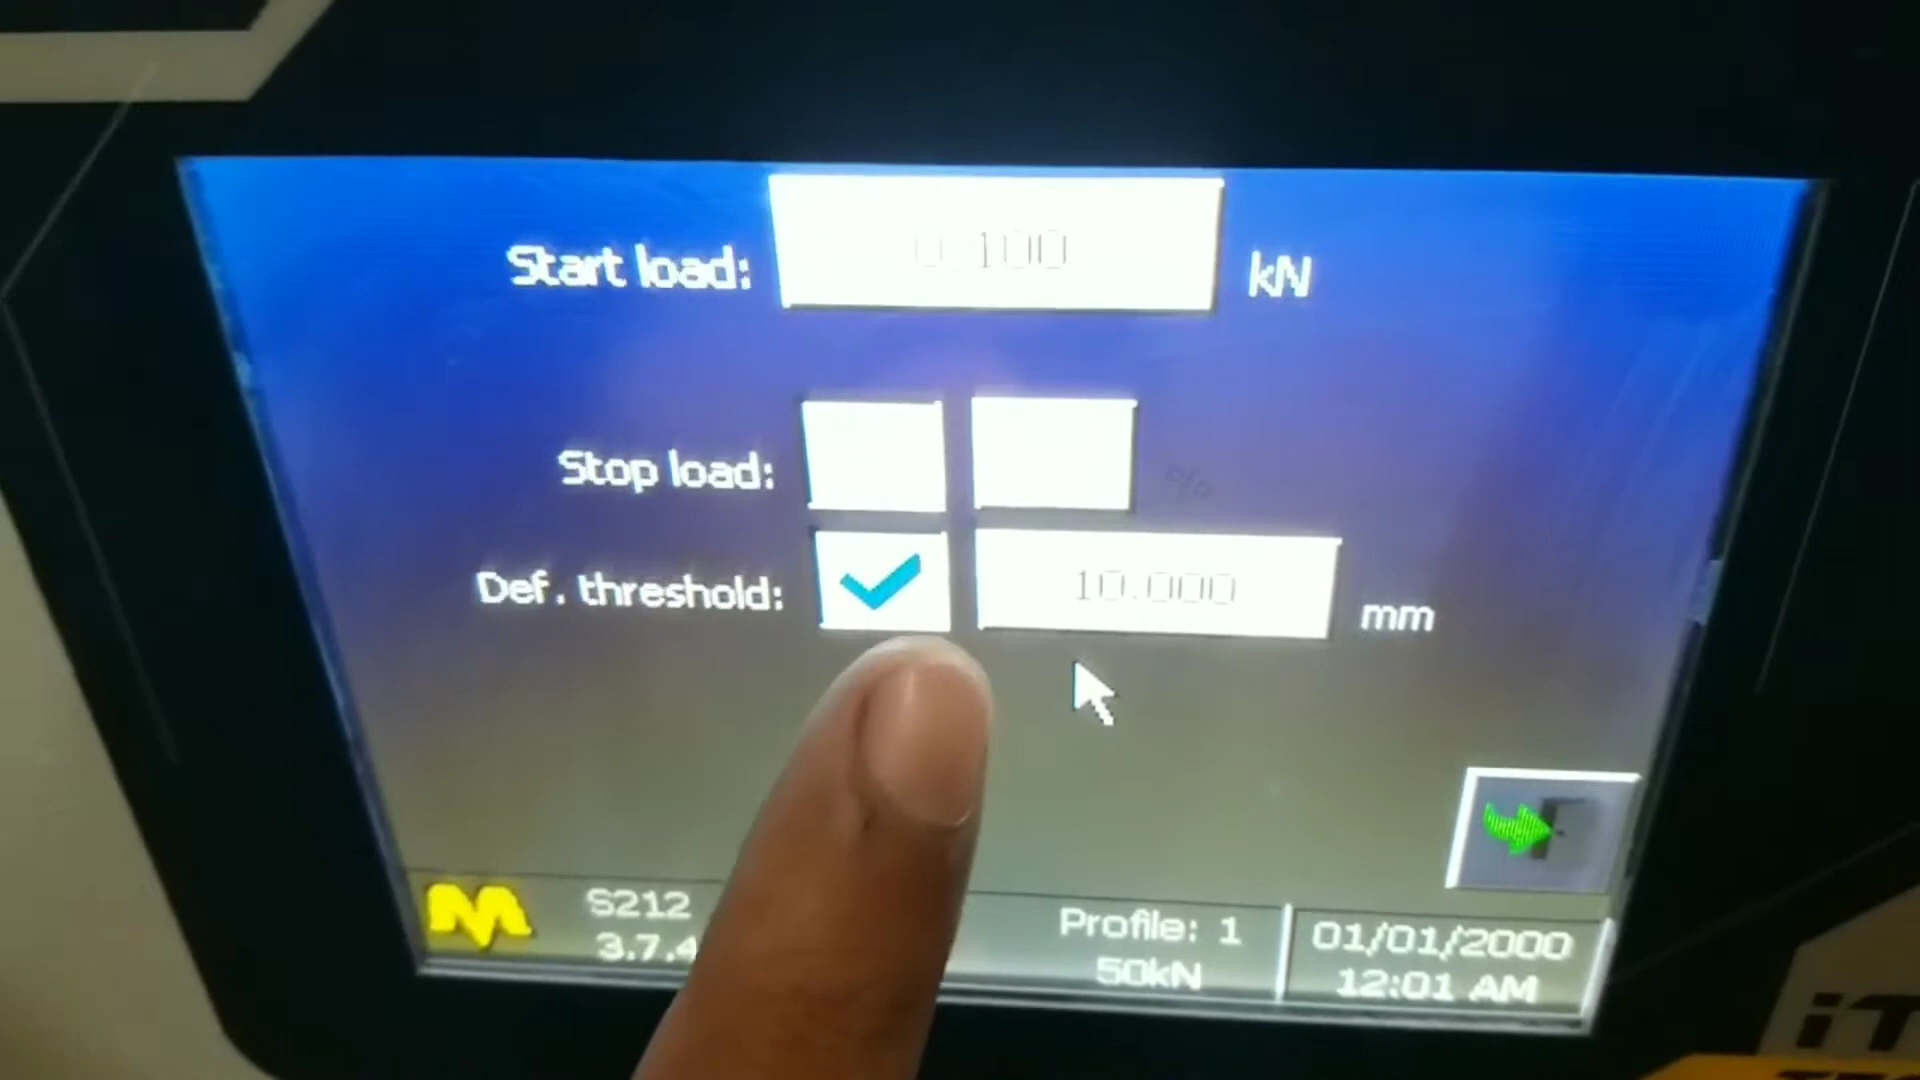 Start load: 0.100 kN
Stop load: %
Def. threshold: 10.000 mm
S212
3.7.4
Profile: 1
50kN
01/01/2000
12:01 AM